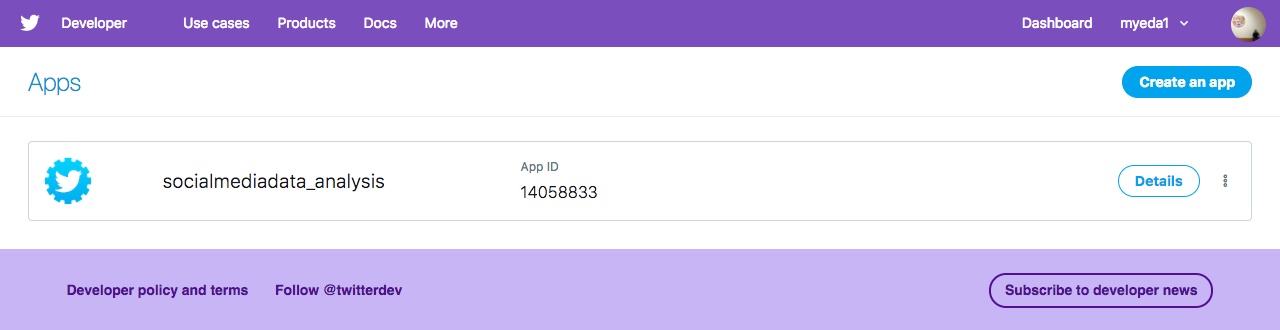 Developer Use cases Products Docs More Dashboard myeda1
Apps Create an app
App ID
socialmediadata_analysis 14058833 Details
Developer policy and terms Follow @twitterdev Subscribe to developer news